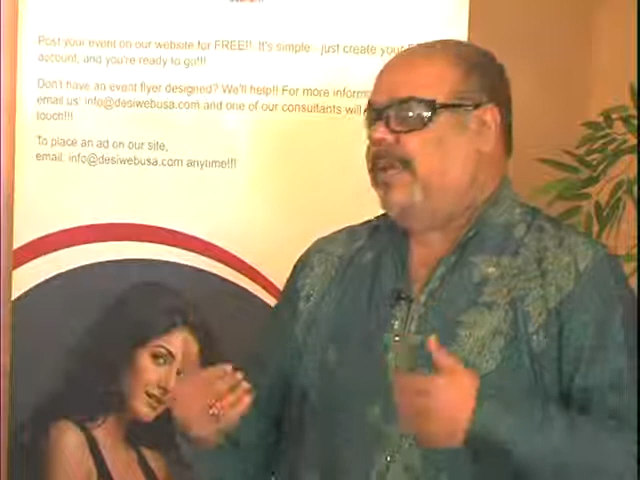 Post your event on our website for FREE!! It's simple...just create your
account, and you're ready to go!!!
Don't have an event flyer designed? We'll help!! For more
email us: info@desiwebusa.com and one of our consultants will
touch!!!
To place an ad on our site,
email: info@desiwebusa.com anytime!!!